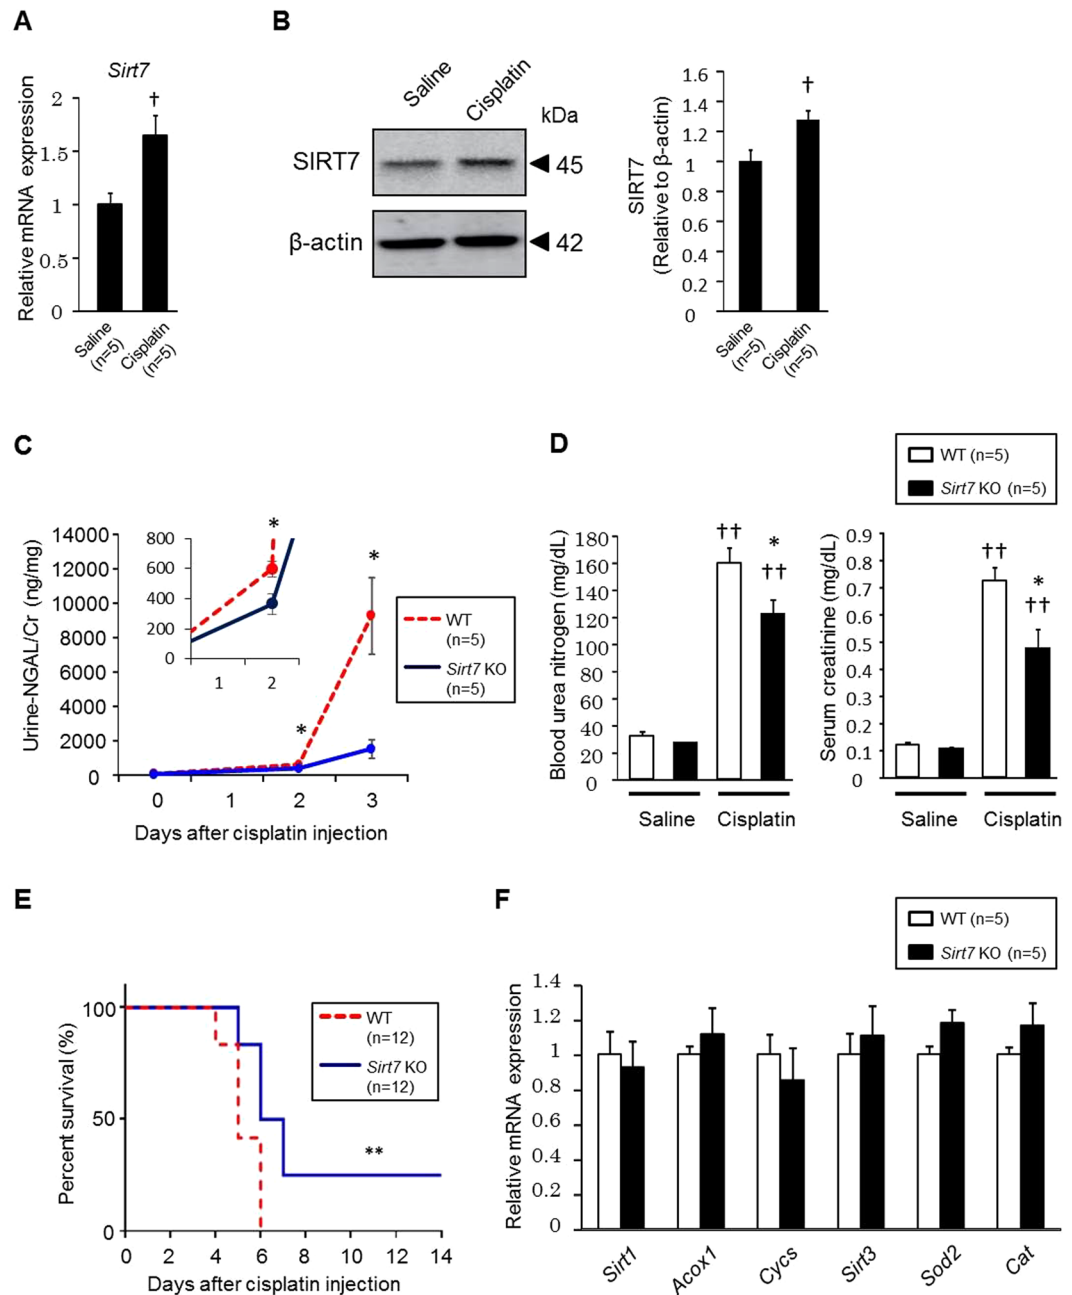 A
B
Sirt7
†
Relative mRNA expression
2
1.5
1
0.5
0
Saline
(n=5)
Cisplatin
(n=5)
Saline
Cisplatin
kDa
SIRT7
45
β-actin
42
SIRT7
(Relative to β-actin)
1.6
1.4
1.2
1
0.8
0.6
0.4
0.2
0
†
Saline
(n=5)
Cisplatin
(n=5)
C
Urine-NGAL/Cr (ng/mg)
14000
12000
10000
8000
6000
4000
2000
0
800
600
400
200
0
1
2
*
*
*
0
1
2
3
Days after cisplatin injection
WT
(n=5)
Sirt7 KO
(n=5)
D
WT (n=5)
Sirt7 KO (n=5)
Blood urea nitrogen (mg/dL)
180
160
140
120
100
80
60
40
20
0
††
*
††
Saline
Cisplatin
Serum creatinine (mg/dL)
0.9
0.8
0.7
0.6
0.5
0.4
0.3
0.2
0.1
0
††
*
††
Saline
Cisplatin
E
Percent survival (%)
100
50
0
WT
(n=12)
Sirt7 KO
(n=12)
**
0
2
4
6
8
10
12
14
Days after cisplatin injection
F
WT (n=5)
Sirt7 KO (n=5)
Relative mRNA expression
1.4
1.2
1
0.8
0.6
0.4
0.2
0
Sirt1
Acox1
Cycs
Sirt3
Sod2
Cat